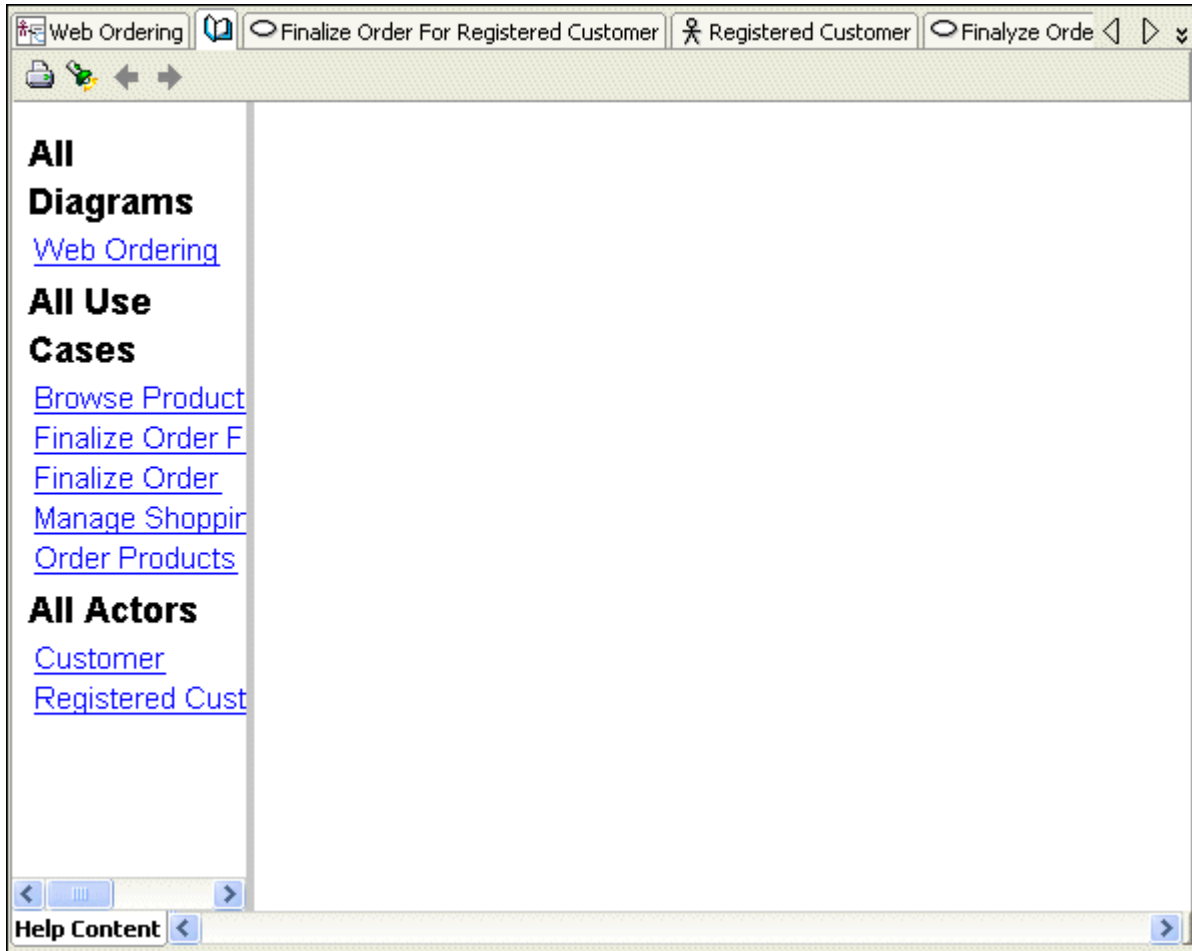 Web Ordering
Finalize Order For Registered Customer
Registered Customer
Finalyze Orde
All
Diagrams
Web Ordering
All Use
Cases
Browse Product
Finalize Order F
Finalize Order
Manage Shoppin
Order Products
All Actors
Customer
Registered Cust
Help Content